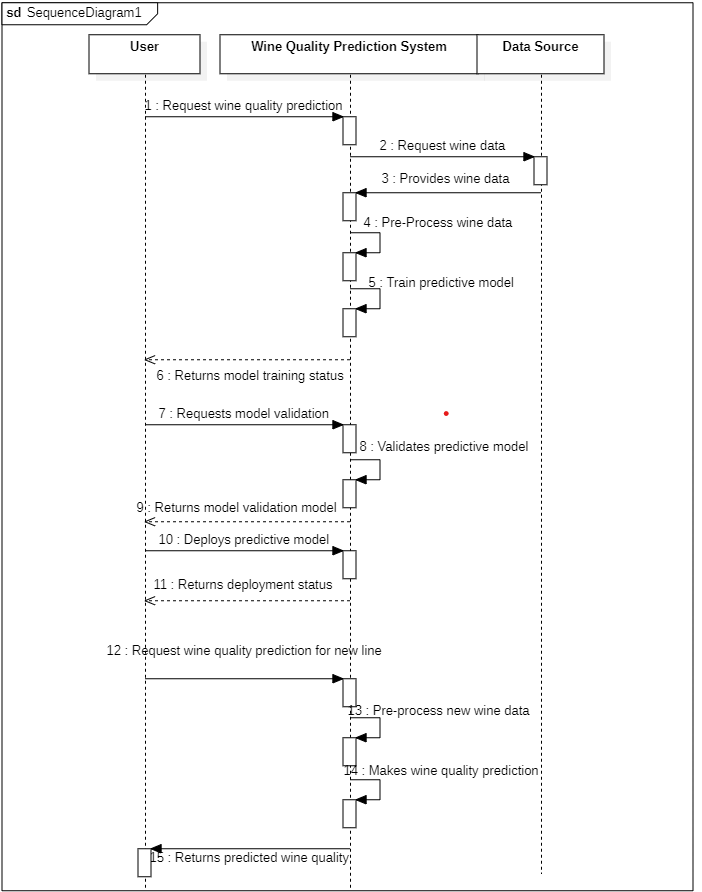 sd SequenceDiagram1
User
Wine Quality Prediction System
Data Source
1 : Request wine quality prediction
2 : Request wine data
3 : Provides wine data
4 : Pre-Process wine data
5 : Train predictive model
6 : Returns model training status
7 : Requests model validation
8 : Validates predictive model
9 : Returns model validation model
10 : Deploys predictive model
11 : Returns deployment status
12 : Request wine quality prediction for new line
13 : Pre-process new wine data
14 : Makes wine quality prediction
15 : Returns predicted wine quality